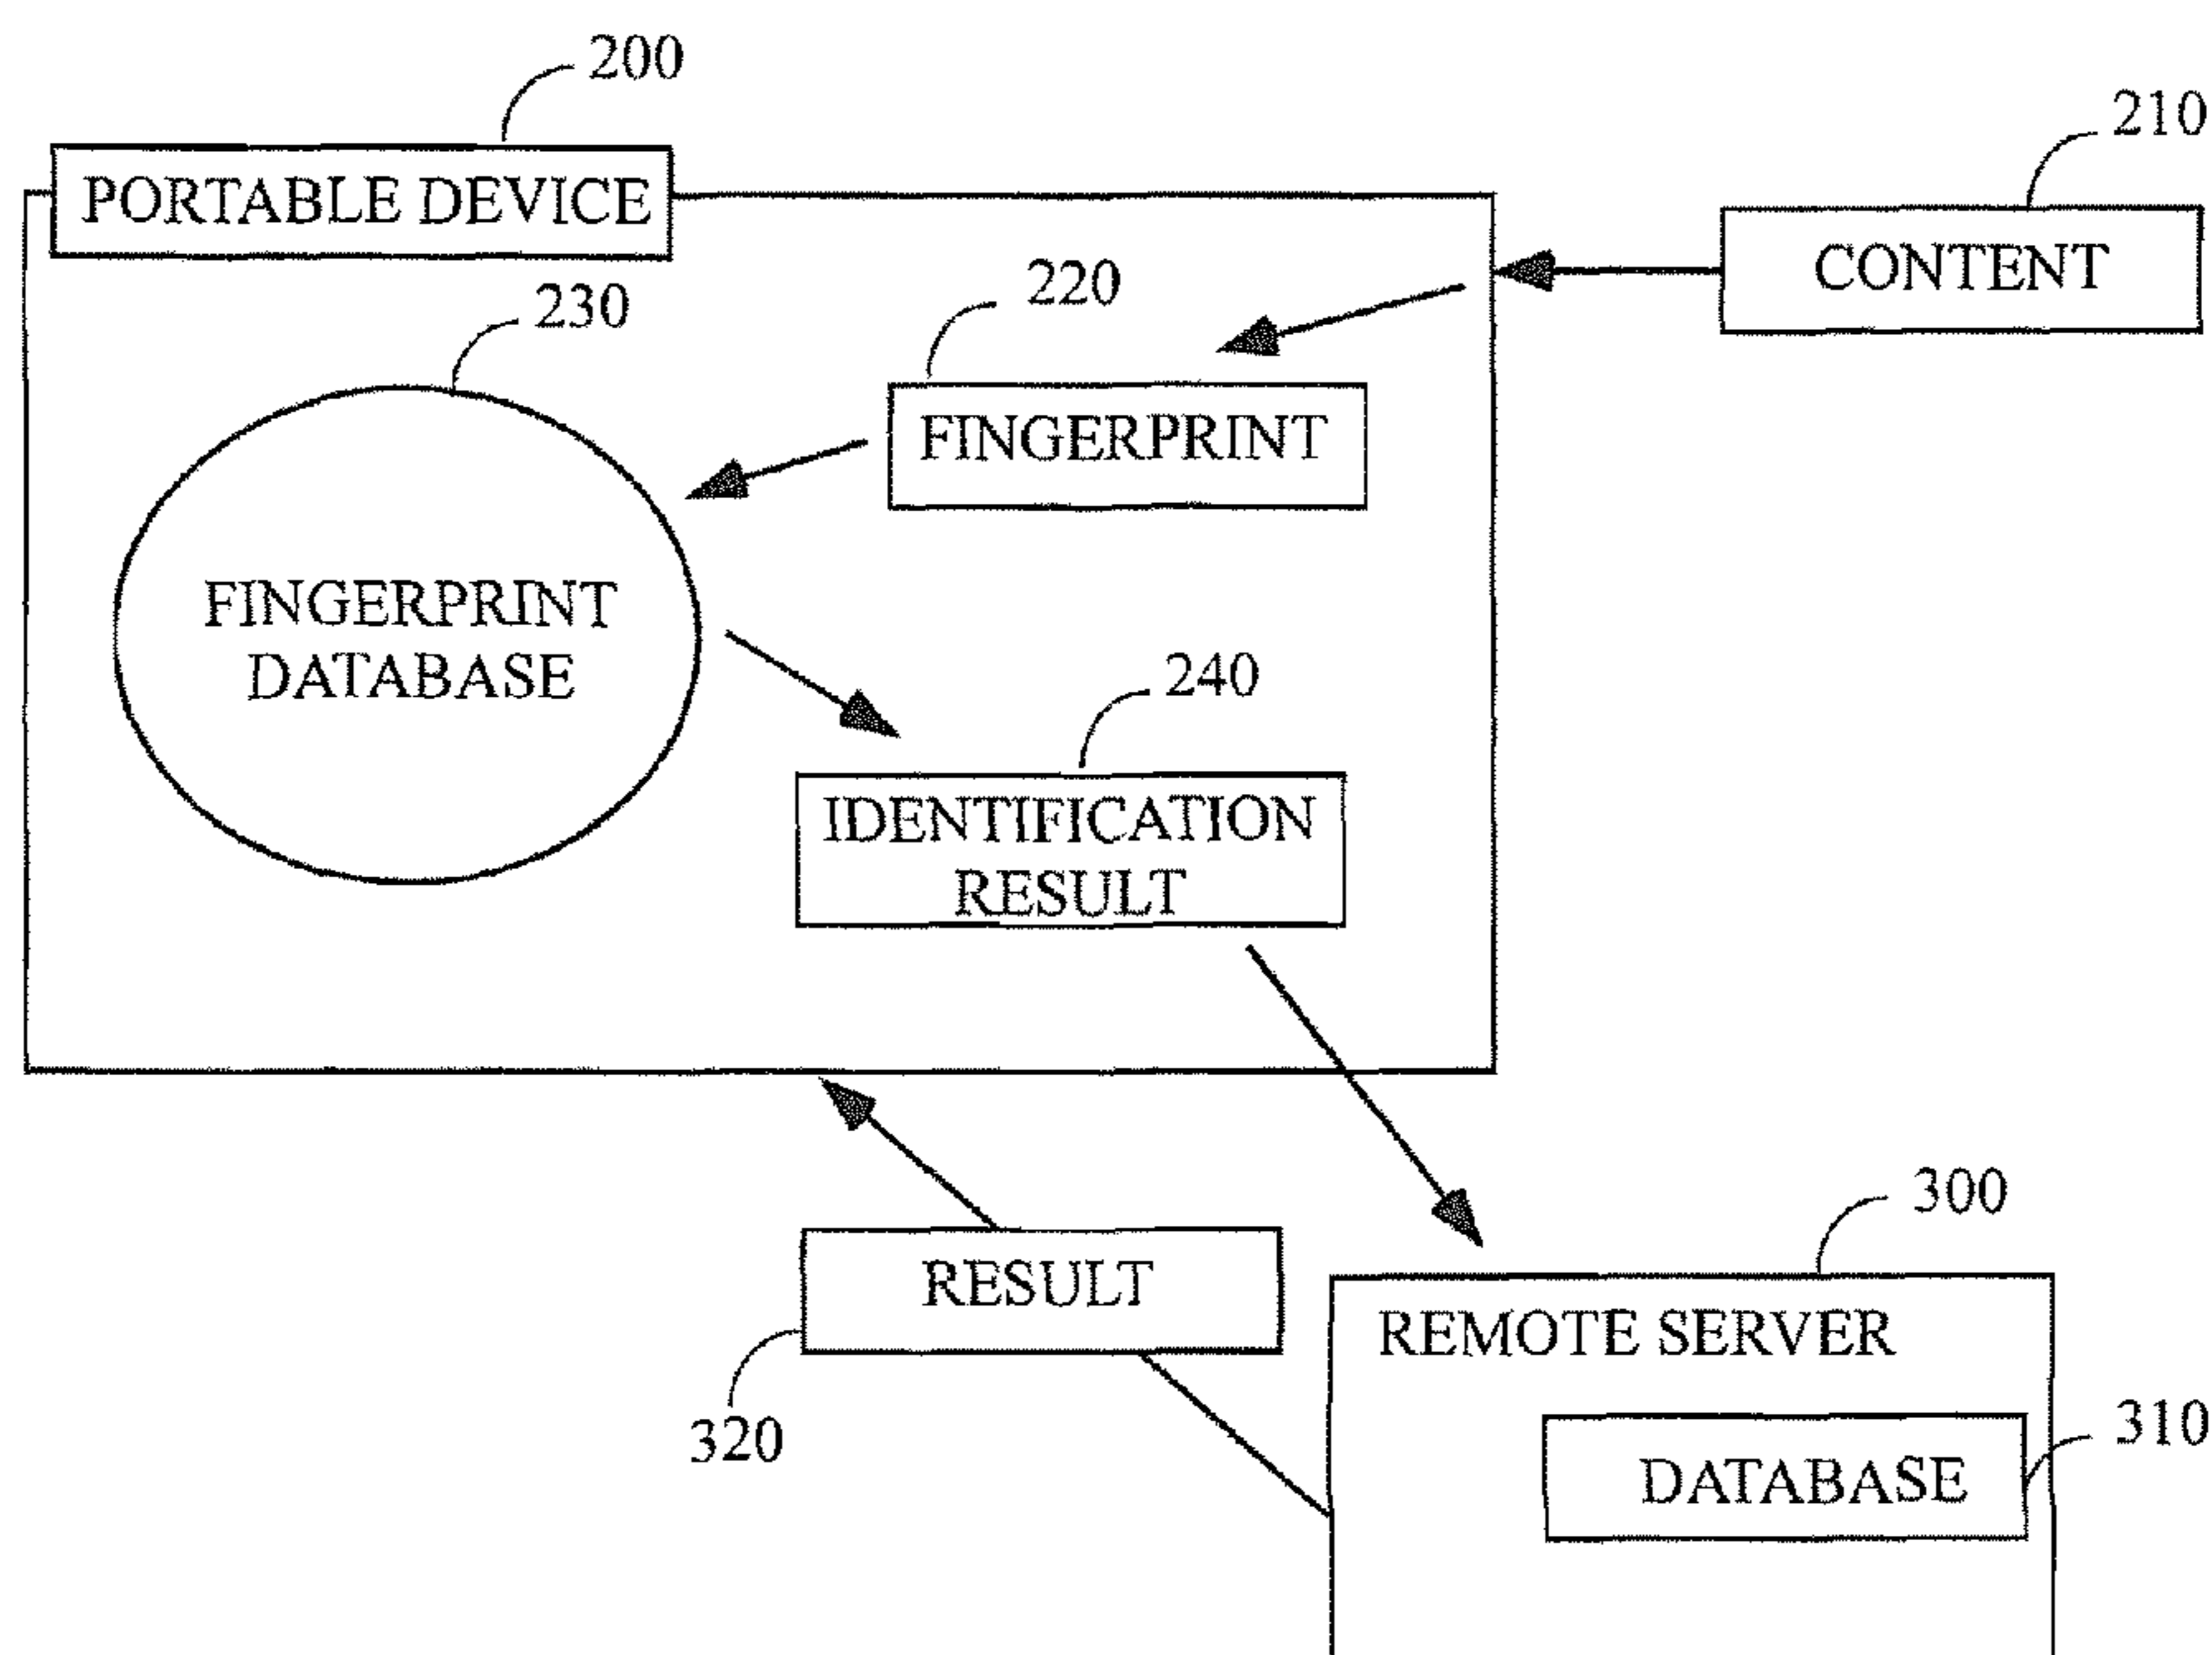 200
PORTABLE DEVICE
210
CONTENT
220
FINGERPRINT
230
FINGERPRINT
DATABASE
240
IDENTIFICATION
RESULT
RESULT
320
300
REMOTE SERVER
310
DATABASE